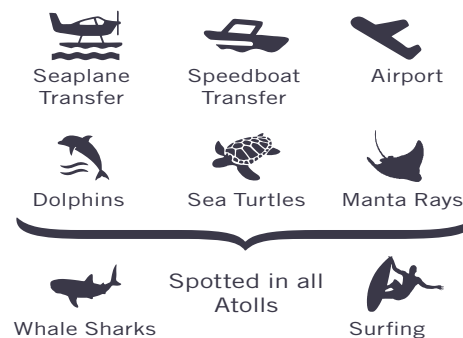 Seaplane
Transfer
Speedboat
Transfer
Airport
Dolphins
Sea Turtles
Manta Rays
Spotted in all
Atolls
Whale Sharks
Surfing